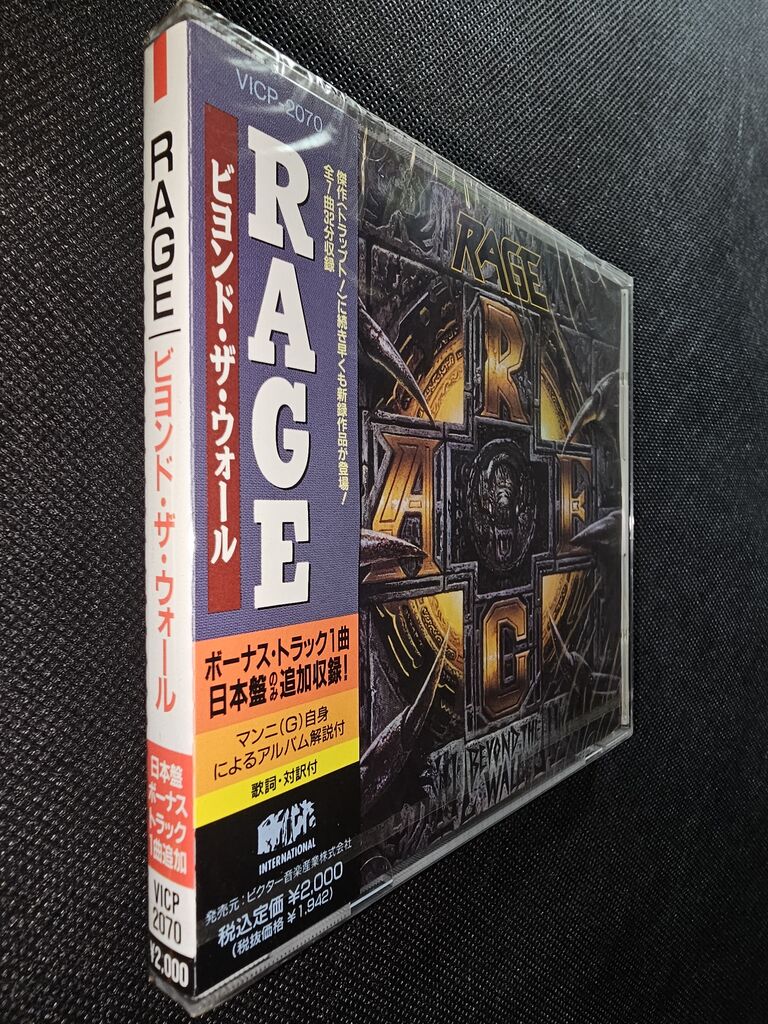 RAGE
ビヨンド・ザ・ウォール
日本盤
ボーナス
トラック
1曲追加
VICP
2070
¥2,000
VICP-2070
RAGE
ビヨンド・ザ・ウォール
傑作〈トラップト!〉に続き早くも新録作品が登場!
全7曲32分収録
ボーナス・トラック1曲
日本盤のみ追加収録!
マンニ(G)自身
によるアルバム解説付
歌詞・対訳付
INTERNATIONAL
発売元:ビクター音楽産業株式会社
税込定価 ¥2,000
(税抜価格 ¥1,942)
RAGE
R
A
E
G
BEYOND THE
WALL